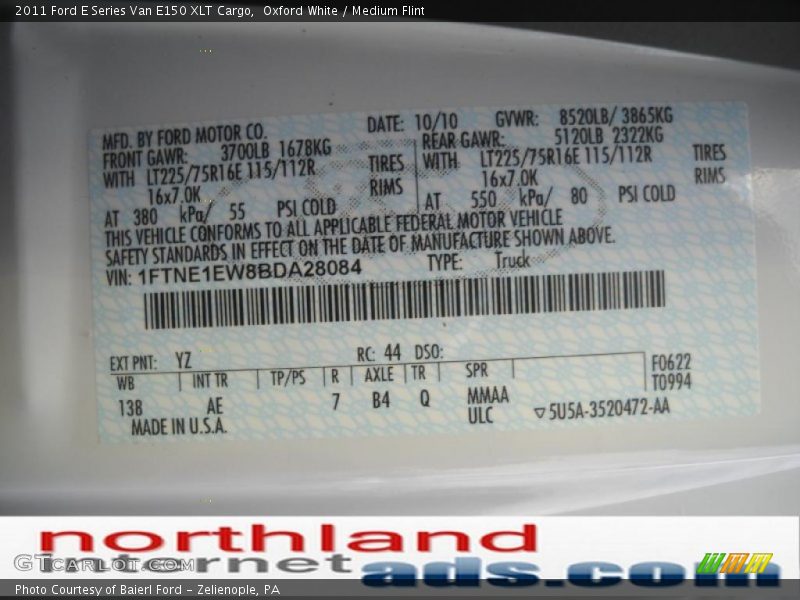 2011 Ford E Series Van E150 XLT Cargo,  Oxford White / Medium Flint
MFD. BY FORD MOTOR CO.
DATE: 10/10 GVWR: 8520LB/ 3865KG
FRONT GAWR: 3700LB 1678KG
REAR GAWR: 5120LB 2322KG
WITH LT225/75R16E 115/112R TIRES
WITH LT225/75R16E 115/112R TIRES
16x7.0K RIMS
16x7.0K RIMS
AT 380 kPa/ 55 PSI COLD
AT 550 kPa/ 80 PSI COLD
THIS VEHICLE CONFORMS TO ALL APPLICABLE FEDERAL MOTOR VEHICLE
SAFETY STANDARDS IN EFFECT ON THE DATE OF MANUFACTURE SHOWN ABOVE.
VIN: 1FTNE1EW8BDA28084 TYPE: Truck
EXT PNT: YZ RC: 44 DSO:
WB INT TR TP/PS R AXLE TR SPR
F0622
T0994
138 AE 7 B4 Q MMAA
ULC
MADE IN U.S.A.
▽5U5A-3520472-AA
northland
internet
ads.com
GTCARLOT.COM
Photo Courtesy of Baierl Ford - Zelienople, PA